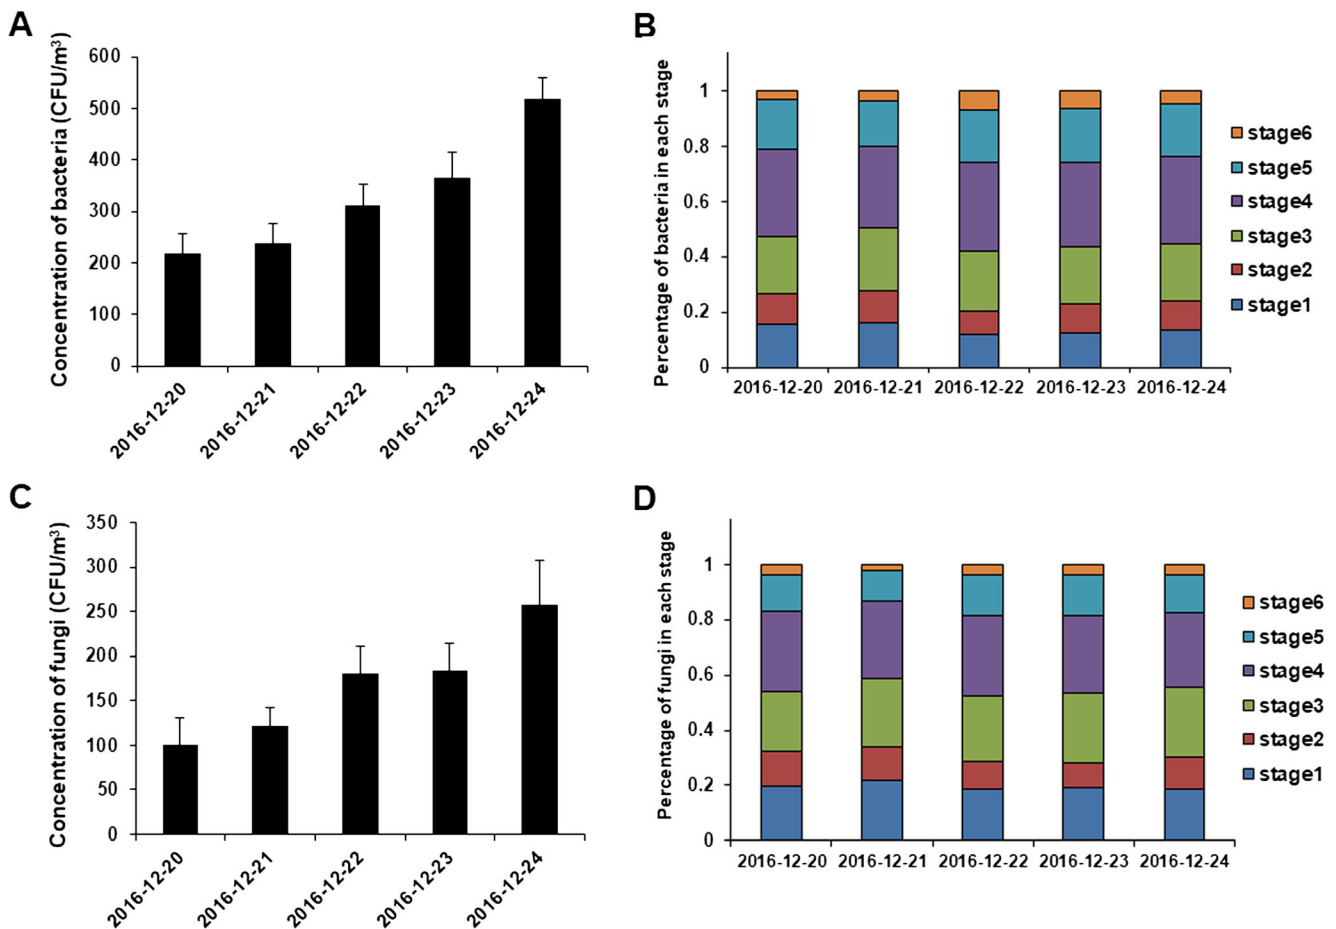 A
Concentration of bacteria (CFU/m³)
600
500
400
300
200
100
0
2016-12-20
2016-12-21
2016-12-22
2016-12-23
2016-12-24
B
Percentage of bacteria in each stage
1
0.8
0.6
0.4
0.2
0
2016-12-20
2016-12-21
2016-12-22
2016-12-23
2016-12-24
stage6
stage5
stage4
stage3
stage2
stage1
C
Concentration of fungi (CFU/m³)
350
300
250
200
150
100
50
0
2016-12-20
2016-12-21
2016-12-22
2016-12-23
2016-12-24
D
Percentage of fungi in each stage
1
0.8
0.6
0.4
0.2
0
2016-12-20
2016-12-21
2016-12-22
2016-12-23
2016-12-24
stage6
stage5
stage4
stage3
stage2
stage1